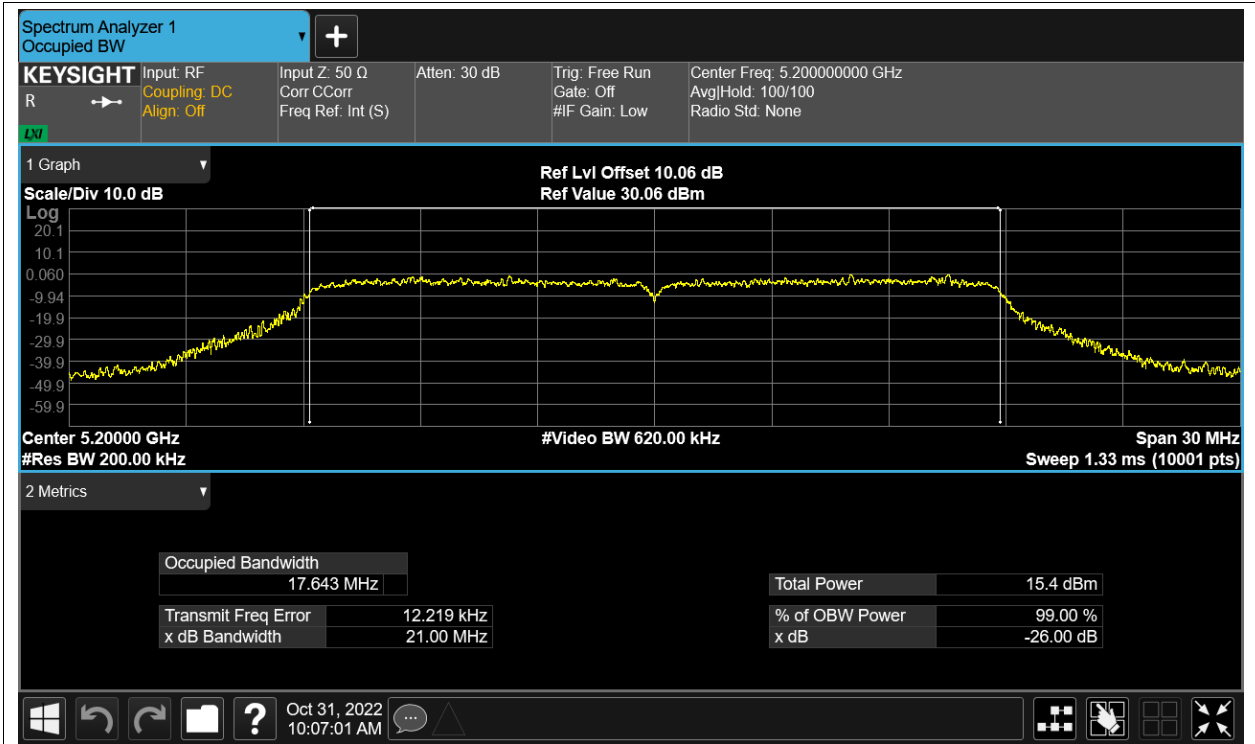 Spectrum Analyzer 1
Occupied BW
KEYSIGHT
R
LXI
Input: RF
Coupling: DC
Align: Off
Input Z: 50 Ω
Corr CCorr
Freq Ref: Int (S)
Atten: 30 dB
Trig: Free Run
Gate: Off
#IF Gain: Low
Center Freq: 5.200000000 GHz
Avg|Hold: 100/100
Radio Std: None
1 Graph
Scale/Div 10.0 dB
Ref Lvl Offset 10.06 dB
Ref Value 30.06 dBm
Log
20.1
10.1
0.060
-9.94
-19.9
-29.9
-39.9
-49.9
-59.9
Center 5.20000 GHz
#Res BW 200.00 kHz
#Video BW 620.00 kHz
Span 30 MHz
Sweep 1.33 ms (10001 pts)
2 Metrics
Occupied Bandwidth
17.643 MHz
Transmit Freq Error 12.219 kHz
x dB Bandwidth 21.00 MHz
Total Power 15.4 dBm
% of OBW Power 99.00 %
x dB -26.00 dB
?
Oct 31, 2022
10:07:01 AM